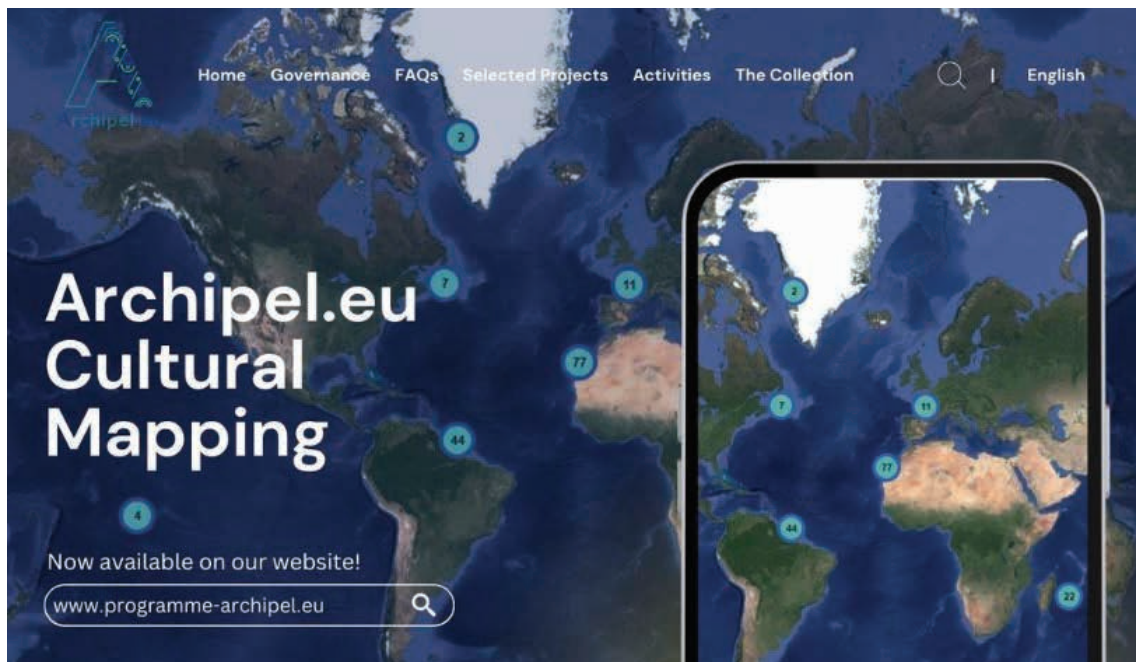 Home Governance FAQs Selected Projects Activities The Collection | English
rchipel
2
7
11
77
44
4
Archipel.eu
Cultural
Mapping
Now available on our website!
www.programme-archipel.eu
2
7
11
77
44
22